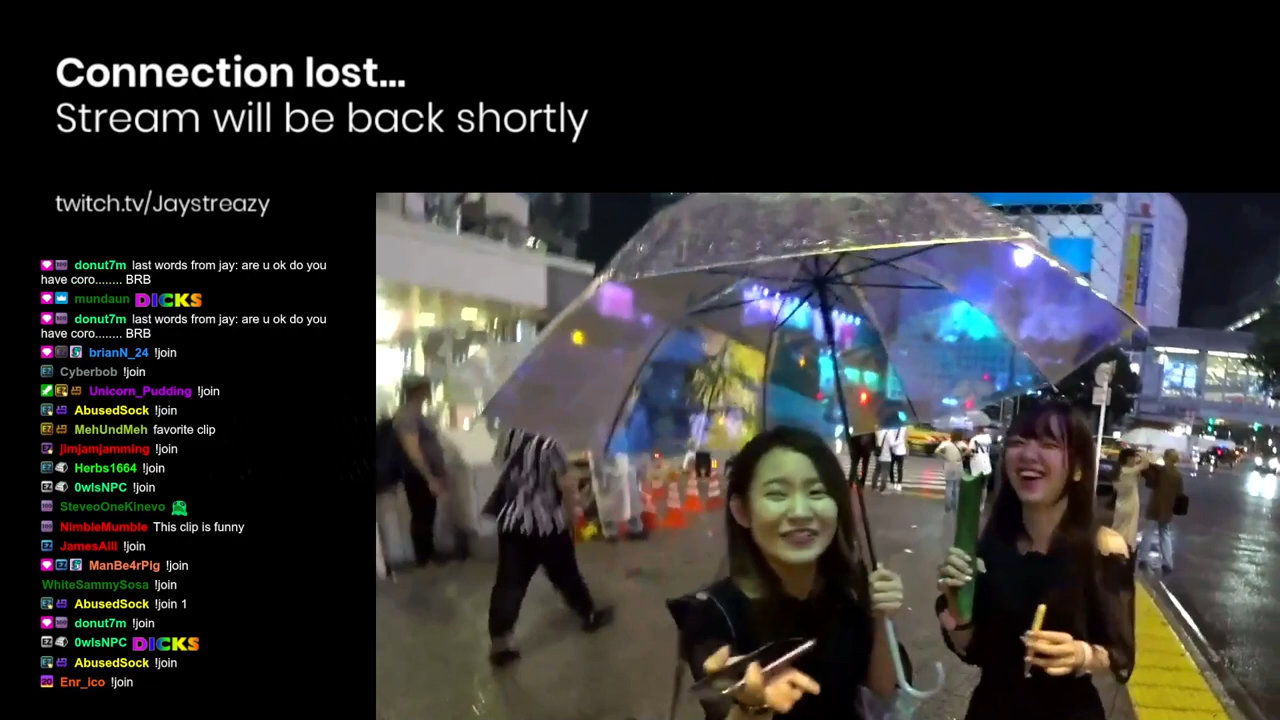 Connection lost...
Stream will be back shortly
twitch.tv/Jaystreazy
donut7m last words from jay: are u ok do you
have coro........ BRB
mundaun DICKS
donut7m last words from jay: are u ok do you
have coro........ BRB
brianN_24 !join
Cyberbob !join
Unicorn_Pudding !join
AbusedSock !join
MehUndMeh favorite clip
jimjamjamming !join
Herbs1664 !join
0wlsNPC !join
SteveoOneKinevo
NimbleMumble This clip is funny
JamesAlll !join
ManBe4rPig !join
WhiteSammySosa !join
AbusedSock !join 1
donut7m !join
0wlsNPC DICKS
AbusedSock !join
Enr_ico !join